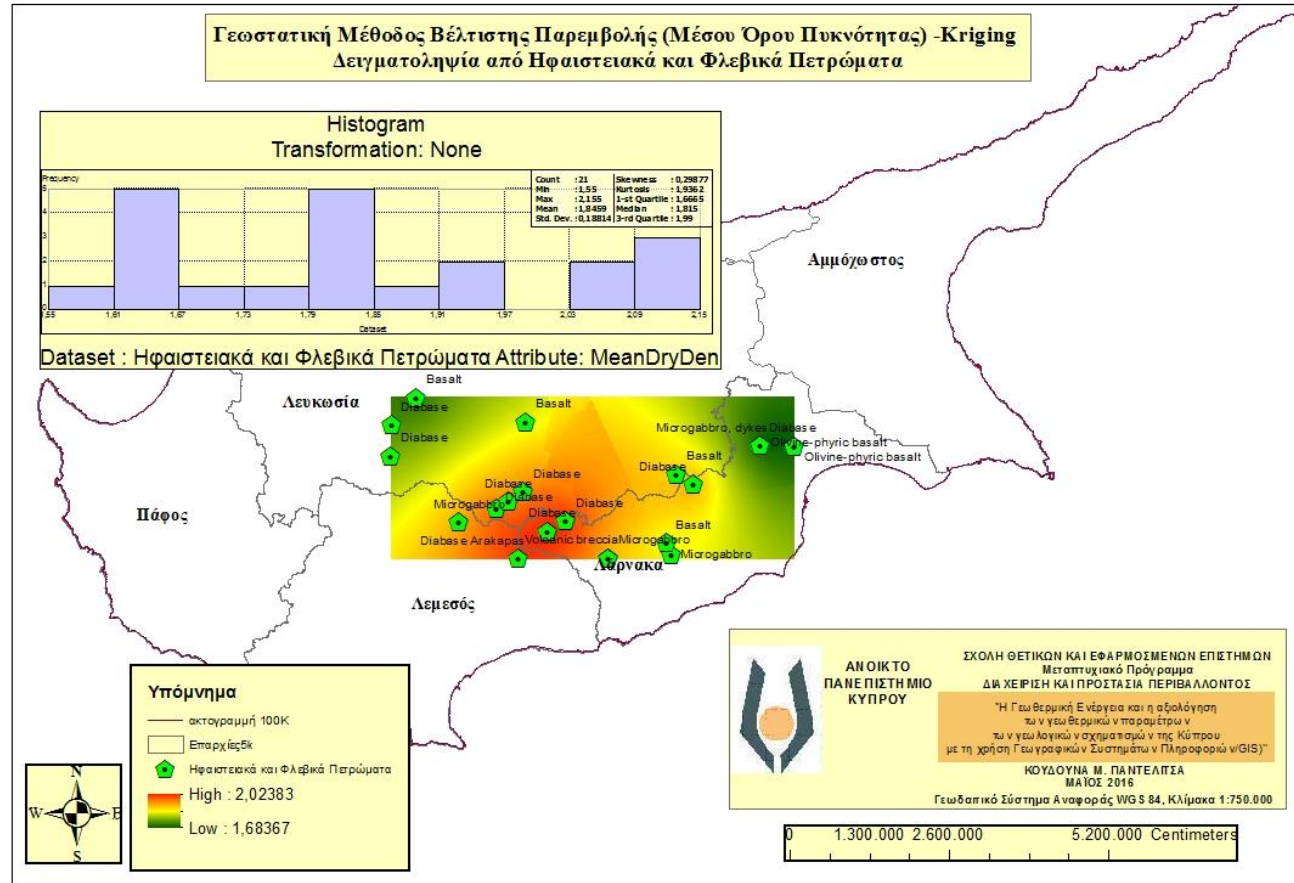 Γεωστατική Μέθοδος Βέλτιστης Παρεμβολής (Μέσου Όρου Πυκνότητας) -Kriging
Δειγματοληψία από Ηφαιστειακά και Φλεβικά Πετρώματα
Histogram
Transformation: None
Frequency
Count : 21 Skewness : 0,29877
Min : 1,55 Kurtosis : 1,9362
Max : 2,155 1-st Quartile : 1,6665
Mean : 1,8459 Median : 1,815
Std. Dev. : 0,18814 3-rd Quartile : 1,99
5
4
3
2
1
0
1,55 1,61 1,67 1,73 1,79 1,85 1,91 1,97 2,03 2,09 2,15
Dataset
Dataset : Ηφαιστειακά και Φλεβικά Πετρώματα Attribute: MeanDryDen
Αμμόχωστος
Λευκωσία
Πάφος
Λεμεσός
Λάρνακα
Basalt
Diabase
Basalt
Diabase
Microgabbro, dykes Diabase
Olivine-phyric basalt
Olivine-phyric basalt
Basalt
Diabase
Diabase
Diabase
Diabase
Microgabbro
Diabase
Diabase
Basalt
Diabase Arakapas
Volcanic breccia
Microgabbro
Microgabbro
Υπόμνημα
ακτογραμμή 100K
Επαρχίες5k
Ηφαιστειακά και Φλεβικά Πετρώματα
High : 2,02383
Low : 1,68367
N
W E
S
ΑΝΟΙΚΤΟ
ΠΑΝΕΠΙΣΤΗΜΙΟ
ΚΥΠΡΟΥ
ΣΧΟΛΗ ΘΕΤΙΚΩΝ ΚΑΙ ΕΦΑΡΜΟΣΜΕΝΩΝ ΕΠΙΣΤΗΜΩΝ
Μεταπτυχιακό Πρόγραμμα
ΔΙΑΧΕΙΡΙΣΗ ΚΑΙ ΠΡΟΣΤΑΣΙΑ ΠΕΡΙΒΑΛΛΟΝΤΟΣ
"Η Γεωθερμική Ενέργεια και η αξιολόγηση
των γεωθερμικών παραμέτρων
των γεωλογικών σχηματισμών της Κύπρου
με τη χρήση Γεωγραφικών Συστημάτων Πληροφοριών(GIS)"
ΚΟΥΔΟΥΝΑ Μ. ΠΑΝΤΕΛΙΤΣΑ
ΜΑΪΟΣ 2016
Γεωδαιτικό Σύστημα Αναφοράς WGS 84, Κλίμακα 1:750.000
0 1.300.000 2.600.000 5.200.000 Centimeters